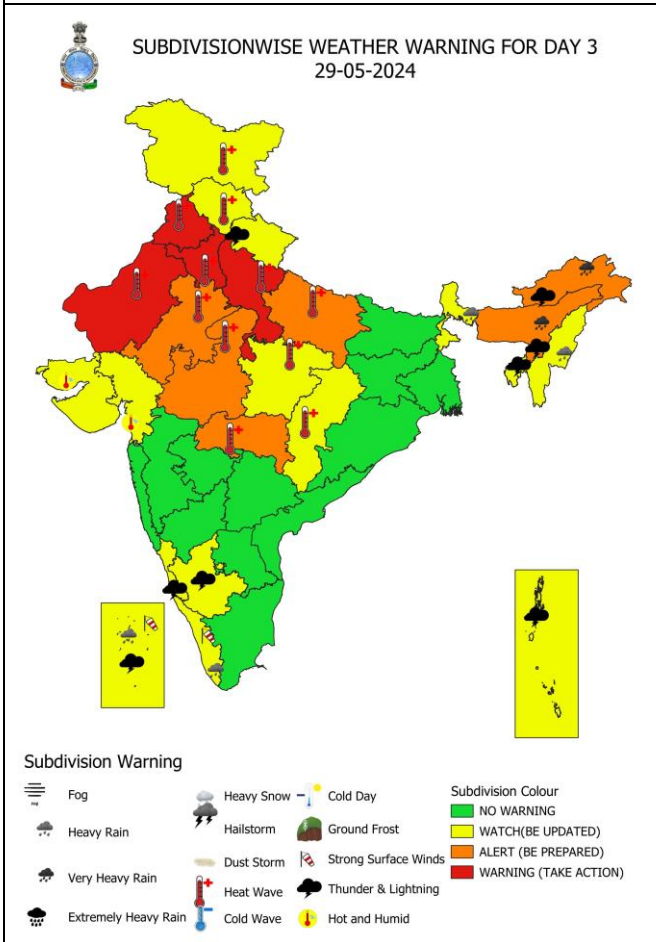 SUBDIVISIONWISE WEATHER WARNING FOR DAY 3
29-05-2024
Subdivision Warning
Fog
Heavy Rain
Very Heavy Rain
Extremely Heavy Rain
Heavy Snow
Hailstorm
Dust Storm
Heat Wave
Cold Wave
Cold Day
Ground Frost
Strong Surface Winds
Thunder & Lightning
Hot and Humid
Subdivision Colour
NO WARNING
WATCH(BE UPDATED)
ALERT (BE PREPARED)
WARNING (TAKE ACTION)